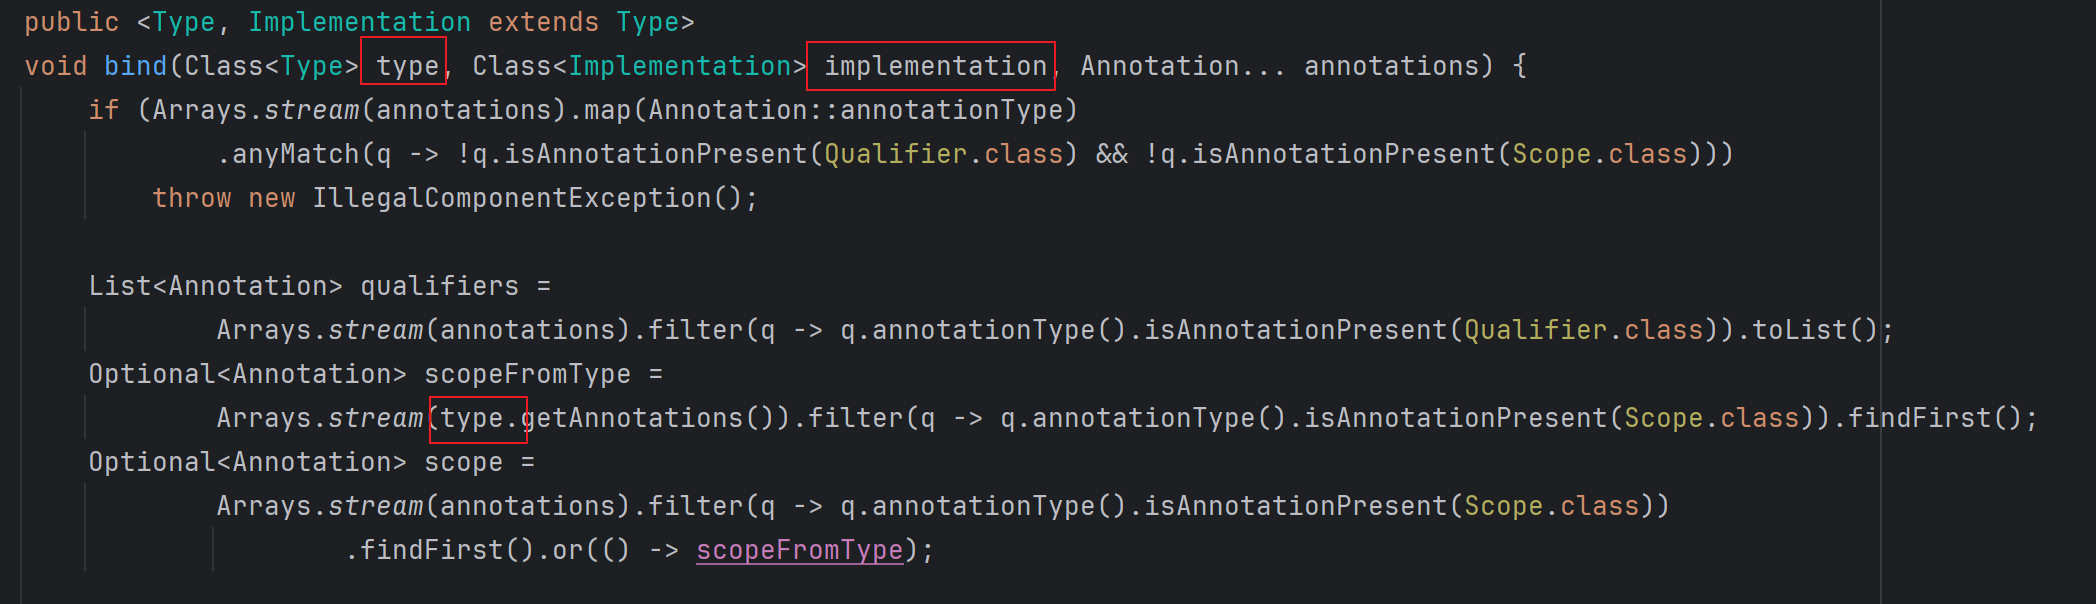 public <Type, Implementation extends Type>
void bind(Class<Type> type, Class<Implementation> implementation, Annotation... annotations) {
if (Arrays.stream(annotations).map(Annotation::annotationType)
.anyMatch(q -> !q.isAnnotationPresent(Qualifier.class) && !q.isAnnotationPresent(Scope.class)))
throw new IllegalComponentException();
List<Annotation> qualifiers =
Arrays.stream(annotations).filter(q -> q.annotationType().isAnnotationPresent(Qualifier.class)).toList();
Optional<Annotation> scopeFromType =
Arrays.stream(type.getAnnotations()).filter(q -> q.annotationType().isAnnotationPresent(Scope.class)).findFirst();
Optional<Annotation> scope =
Arrays.stream(annotations).filter(q -> q.annotationType().isAnnotationPresent(Scope.class))
.findFirst().or(() -> scopeFromType);